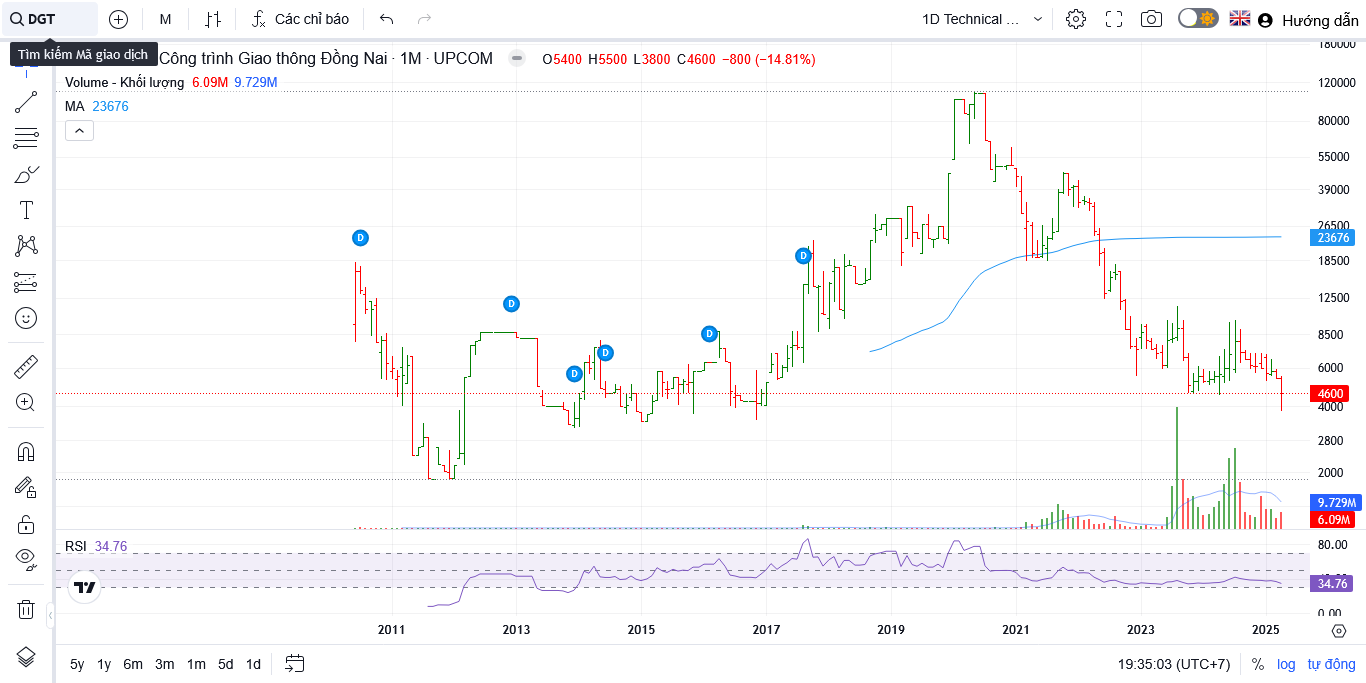 DGT
M
Các chỉ báo
1D Technical ...
Hướng dẫn
Tìm kiếm Mã giao dịch
Công trình Giao thông Đồng Nai · 1M · UPCOM
O5400 H5500 L3800 C4600 −800 (−14.81%)
Volume - Khối lượng 6.09M 9.729M
MA 23676
180000
120000
80000
55000
39000
26500
23676
18500
12500
8500
6000
4600
4000
2800
2000
9.729M
6.09M
D
D
D
D
D
D
RSI 34.76
80.00
34.76
0.00
2011 2013 2015 2017 2019 2021 2023 2025
5y 1y 6m 3m 1m 5d 1d
19:35:03 (UTC+7) % log tự động